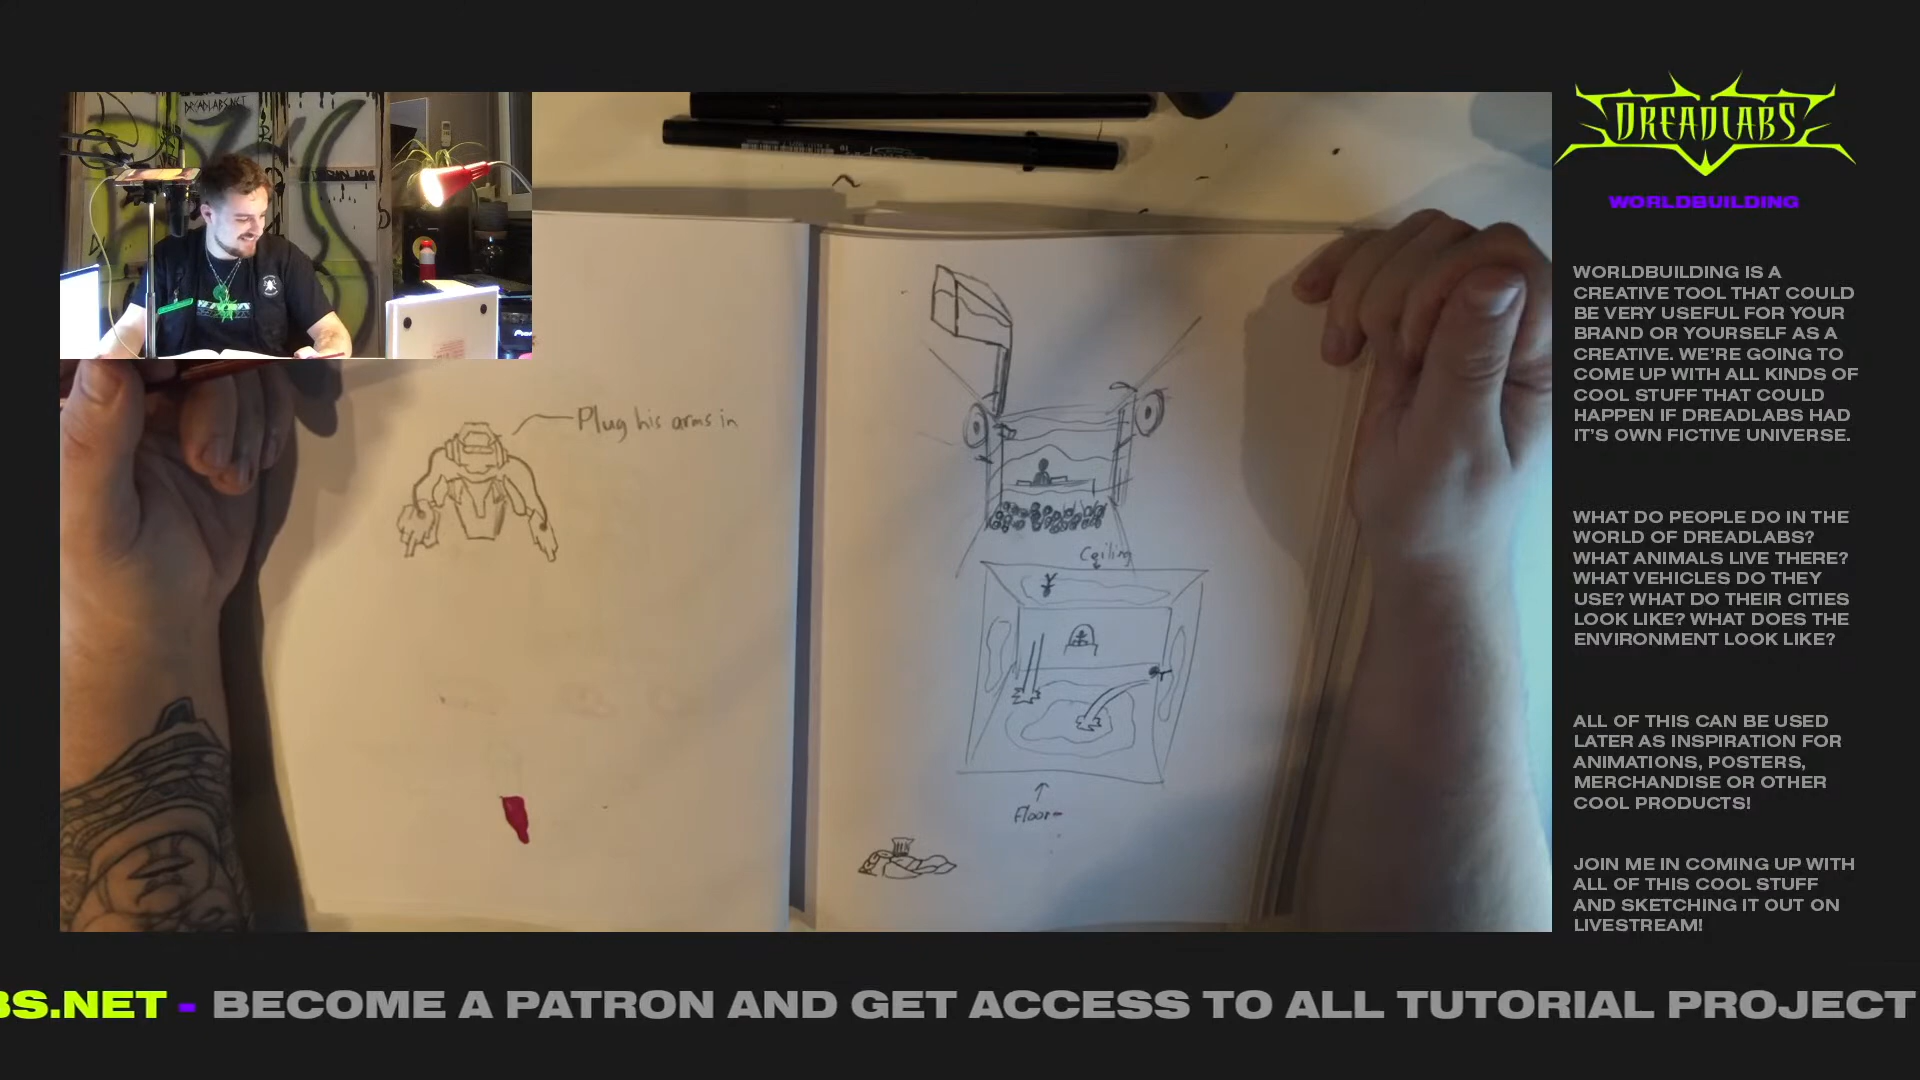 DREADLABS.NET
DREADLABS
Plug his arms in
Ceiling
Floor
DREADLABS
WORLDBUILDING
WORLDBUILDING IS A
CREATIVE TOOL THAT COULD
BE VERY USEFUL FOR YOUR
BRAND OR YOURSELF AS A
CREATIVE. WE'RE GOING TO
COME UP WITH ALL KINDS OF
COOL STUFF THAT COULD
HAPPEN IF DREADLABS HAD
IT'S OWN FICTIVE UNIVERSE.
WHAT DO PEOPLE DO IN THE
WORLD OF DREADLABS?
WHAT ANIMALS LIVE THERE?
WHAT VEHICLES DO THEY
USE? WHAT DO THEIR CITIES
LOOK LIKE? WHAT DOES THE
ENVIRONMENT LOOK LIKE?
ALL OF THIS CAN BE USED
LATER AS INSPIRATION FOR
ANIMATIONS, POSTERS,
MERCHANDISE OR OTHER
COOL PRODUCTS!
JOIN ME IN COMING UP WITH
ALL OF THIS COOL STUFF
AND SKETCHING IT OUT ON
LIVESTREAM!
BS.NET - BECOME A PATRON AND GET ACCESS TO ALL TUTORIAL PROJECT